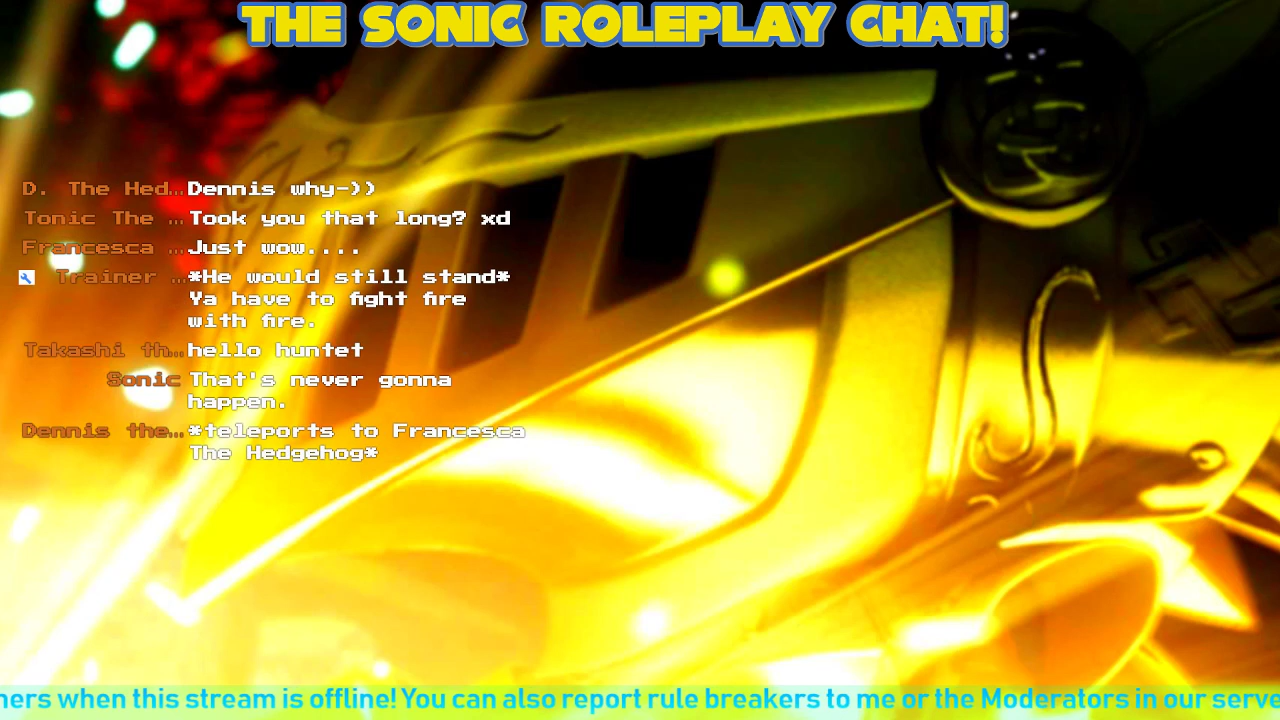 THE SONIC ROLEPLAY CHAT!
D. The Hed... Dennis why-))
Tonic The ... Took you that long? xd
Francesca ... Just wow....
Trainer ... *He would still stand*
Ya have to fight fire
with fire.
Takashi th... hello huntet
Sonic That's never gonna
happen.
Dennis the... *teleports to Francesca
The Hedgehog*
ners when this stream is offline! You can also report rule breakers to me or the Moderators in our serve